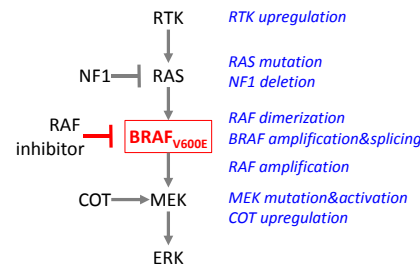 RTK RTK upregulation
NF1 RAS RAS mutation
NF1 deletion
RAF inhibitor BRAFV600E RAF dimerization
BRAF amplification&splicing
RAF amplification
COT MEK MEK mutation&activation
COT upregulation
ERK